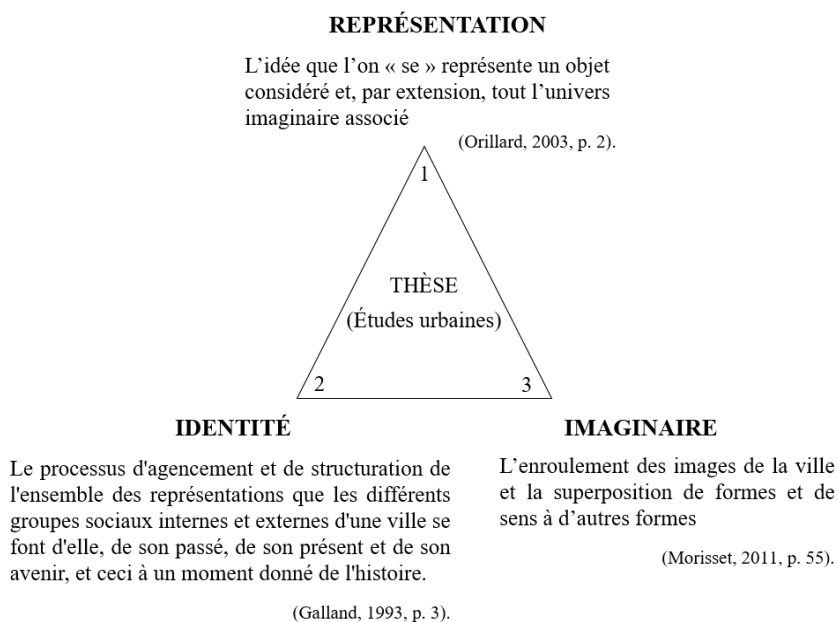 REPRÉSENTATION
L’idée que l’on « se » représente un objet
considéré et, par extension, tout l’univers
imaginaire associé
(Orillard, 2003, p. 2).
1
THÈSE
(Études urbaines)
2
3
IDENTITÉ
Le processus d'agencement et de structuration de
l'ensemble des représentations que les différents
groupes sociaux internes et externes d'une ville se
font d'elle, de son passé, de son présent et de son
avenir, et ceci à un moment donné de l'histoire.
(Galland, 1993, p. 3).
IMAGINAIRE
L’enroulement des images de la ville
et la superposition de formes et de
sens à d’autres formes
(Morisset, 2011, p. 55).